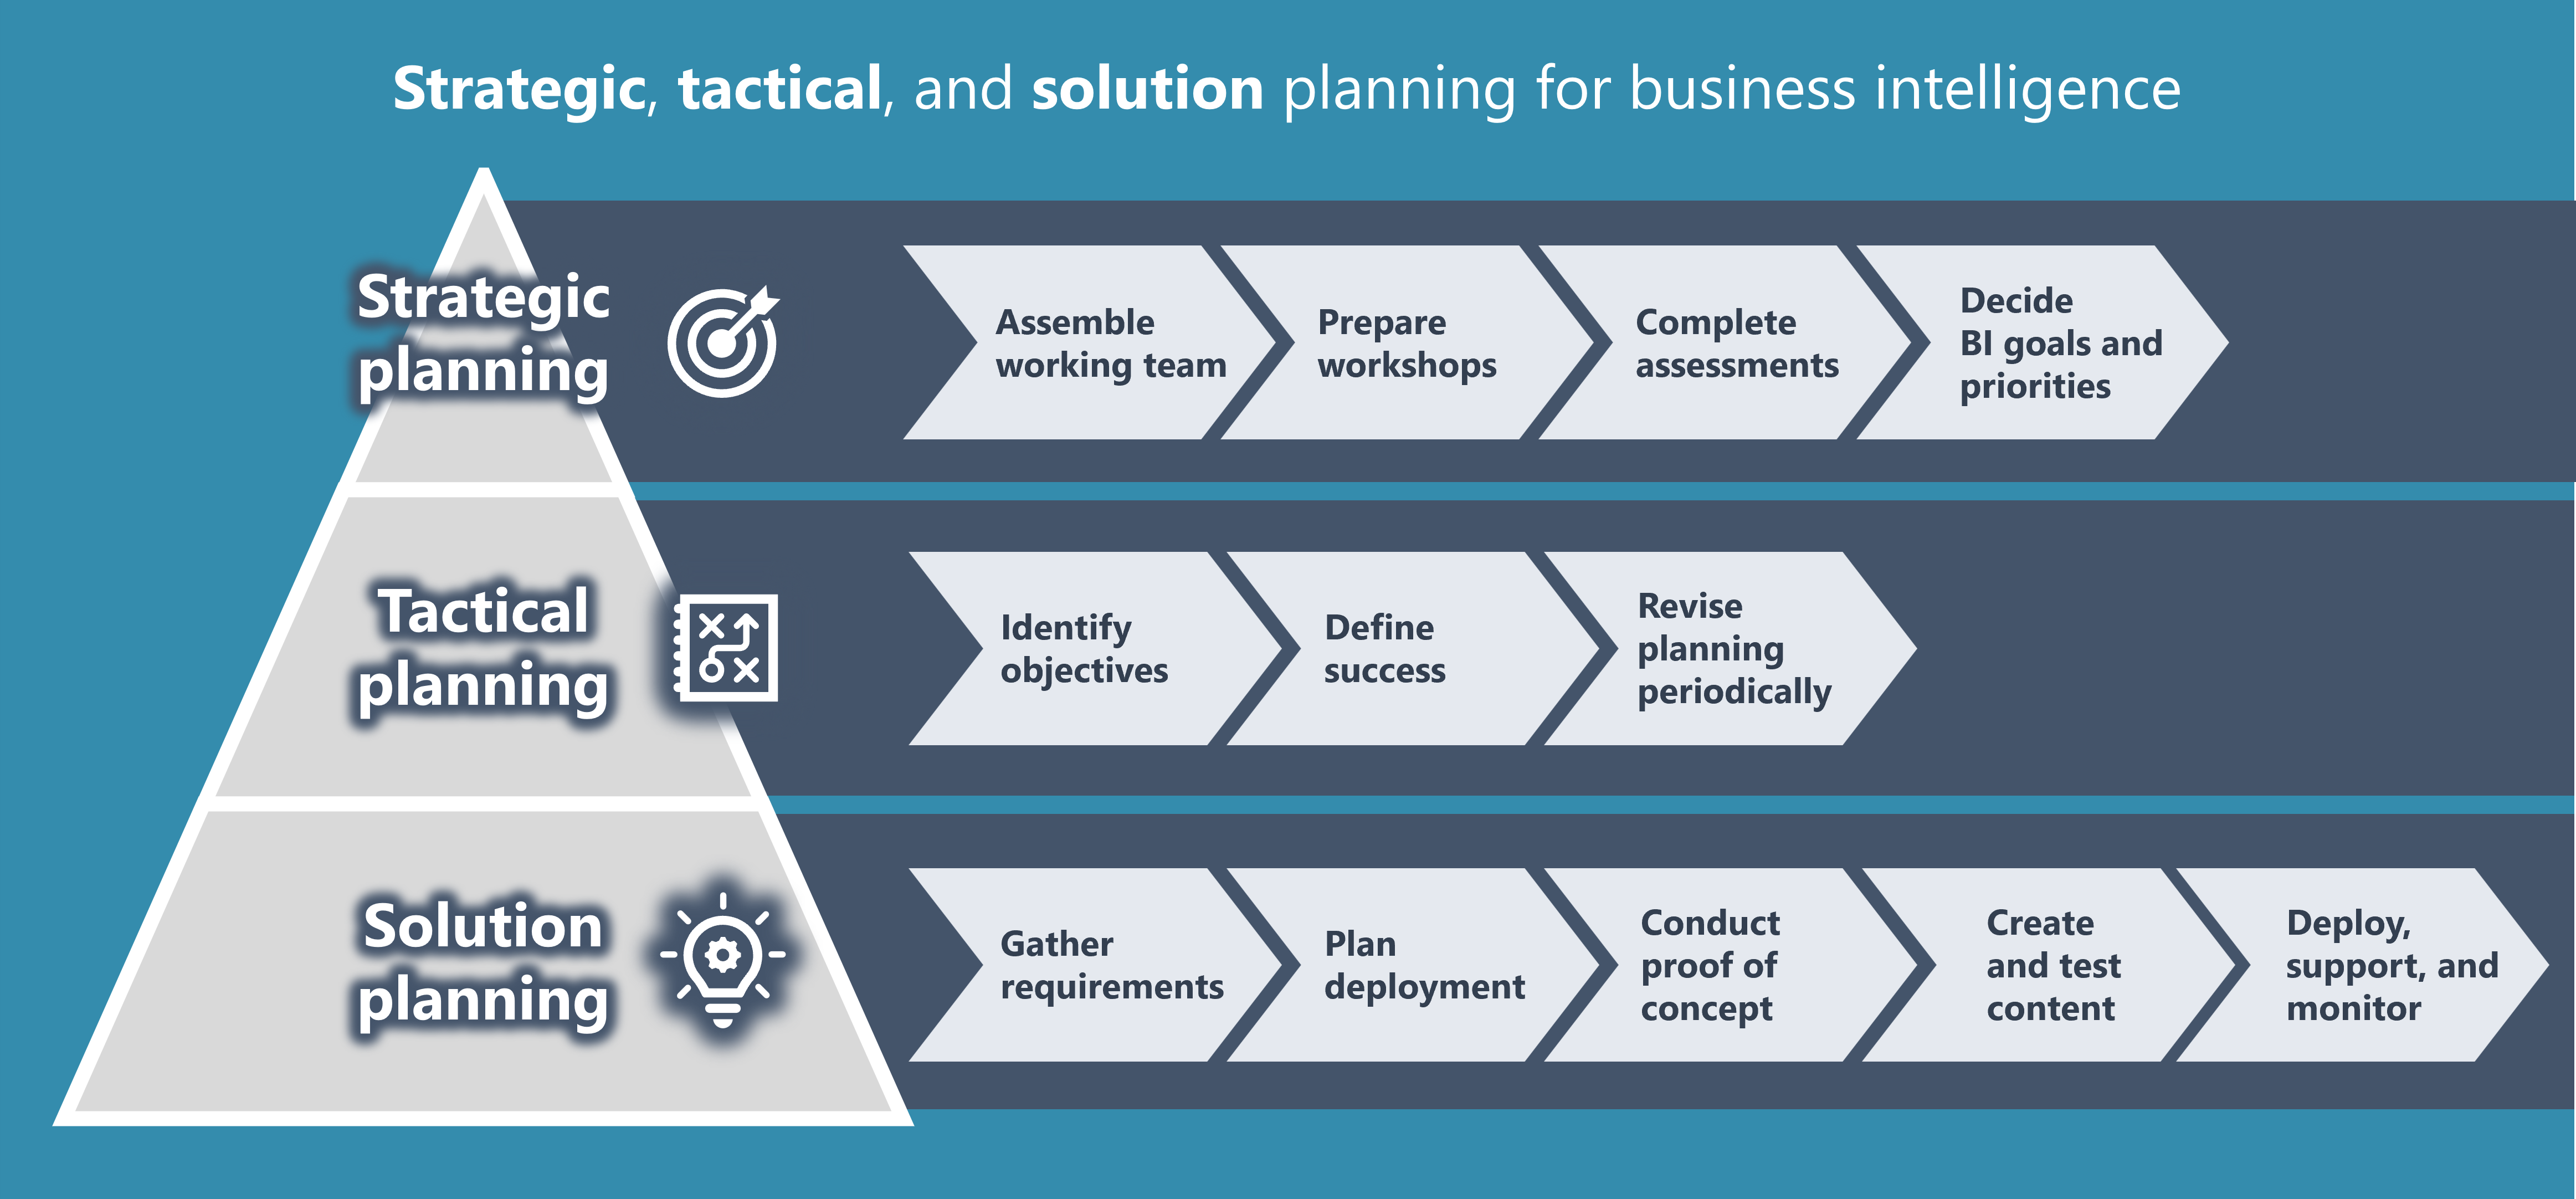 Strategic, tactical, and solution planning for business intelligence
Strategic
planning
Assemble
working team
Prepare
workshops
Complete
assessments
Decide
BI goals and
priorities
Tactical
planning
Identify
objectives
Define
success
Revise
planning
periodically
Solution
planning
Gather
requirements
Plan
deployment
Conduct
proof of
concept
Create
and test
content
Deploy,
support, and
monitor